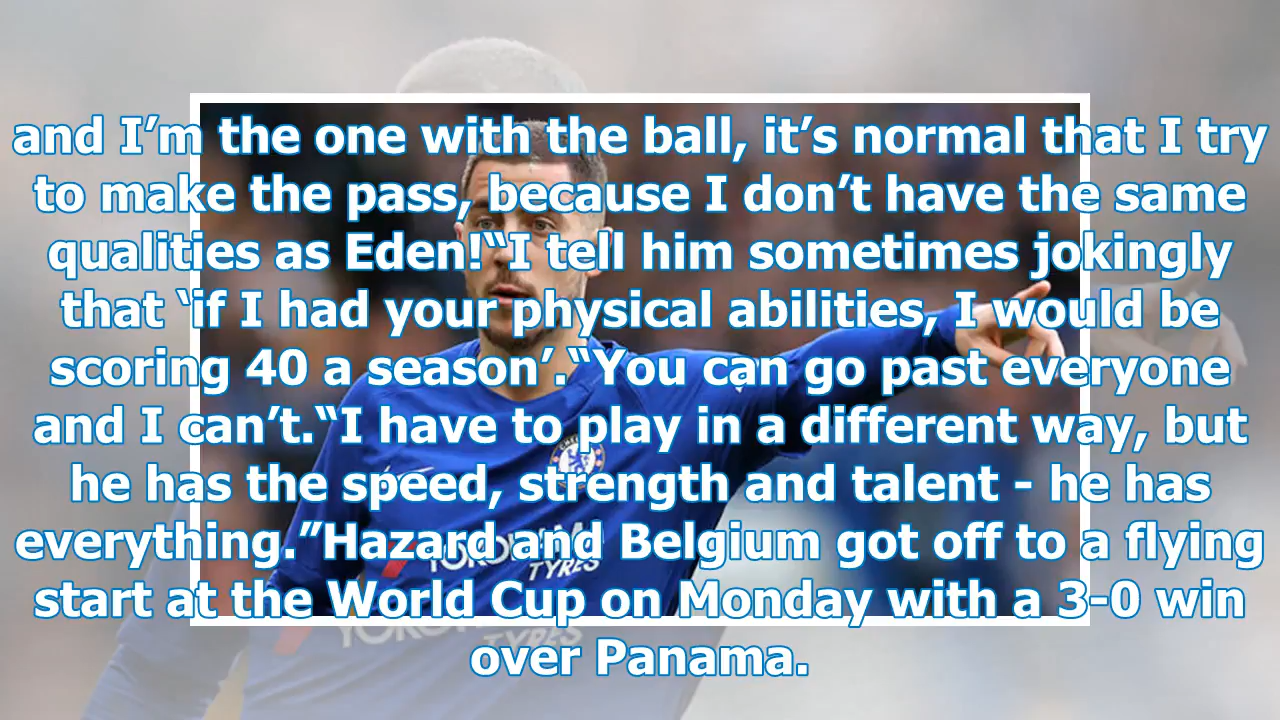 and I’m the one with the ball, it’s normal that I try
to make the pass, because I don’t have the same
qualities as Eden!“I tell him sometimes jokingly
that ‘if I had your physical abilities, I would be
scoring 40 a season’.“You can go past everyone
and I can’t.“I have to play in a different way, but
he has the speed, strength and talent - he has
everything.”Hazard and Belgium got off to a flying
start at the World Cup on Monday with a 3-0 win
over Panama.
YOKOHAMA
TYRES